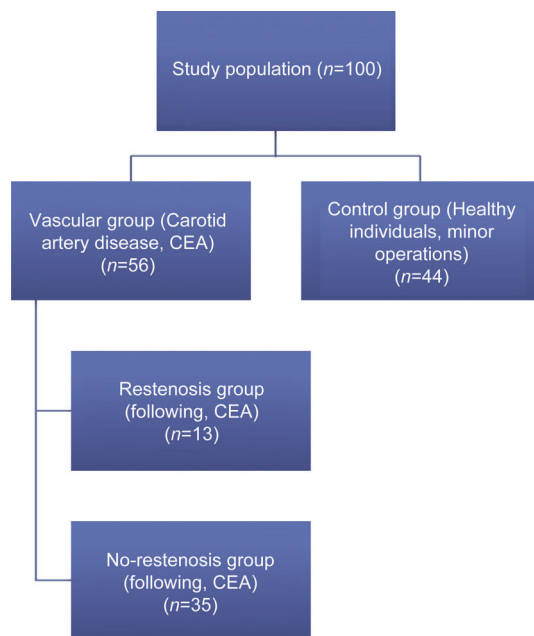 Study population (n=100)
Vascular group (Carotid
artery disease, CEA)
(n=56)
Control group (Healthy
individuals, minor
operations)
(n=44)
Restenosis group
(following, CEA)
(n=13)
No-restenosis group
(following, CEA)
(n=35)